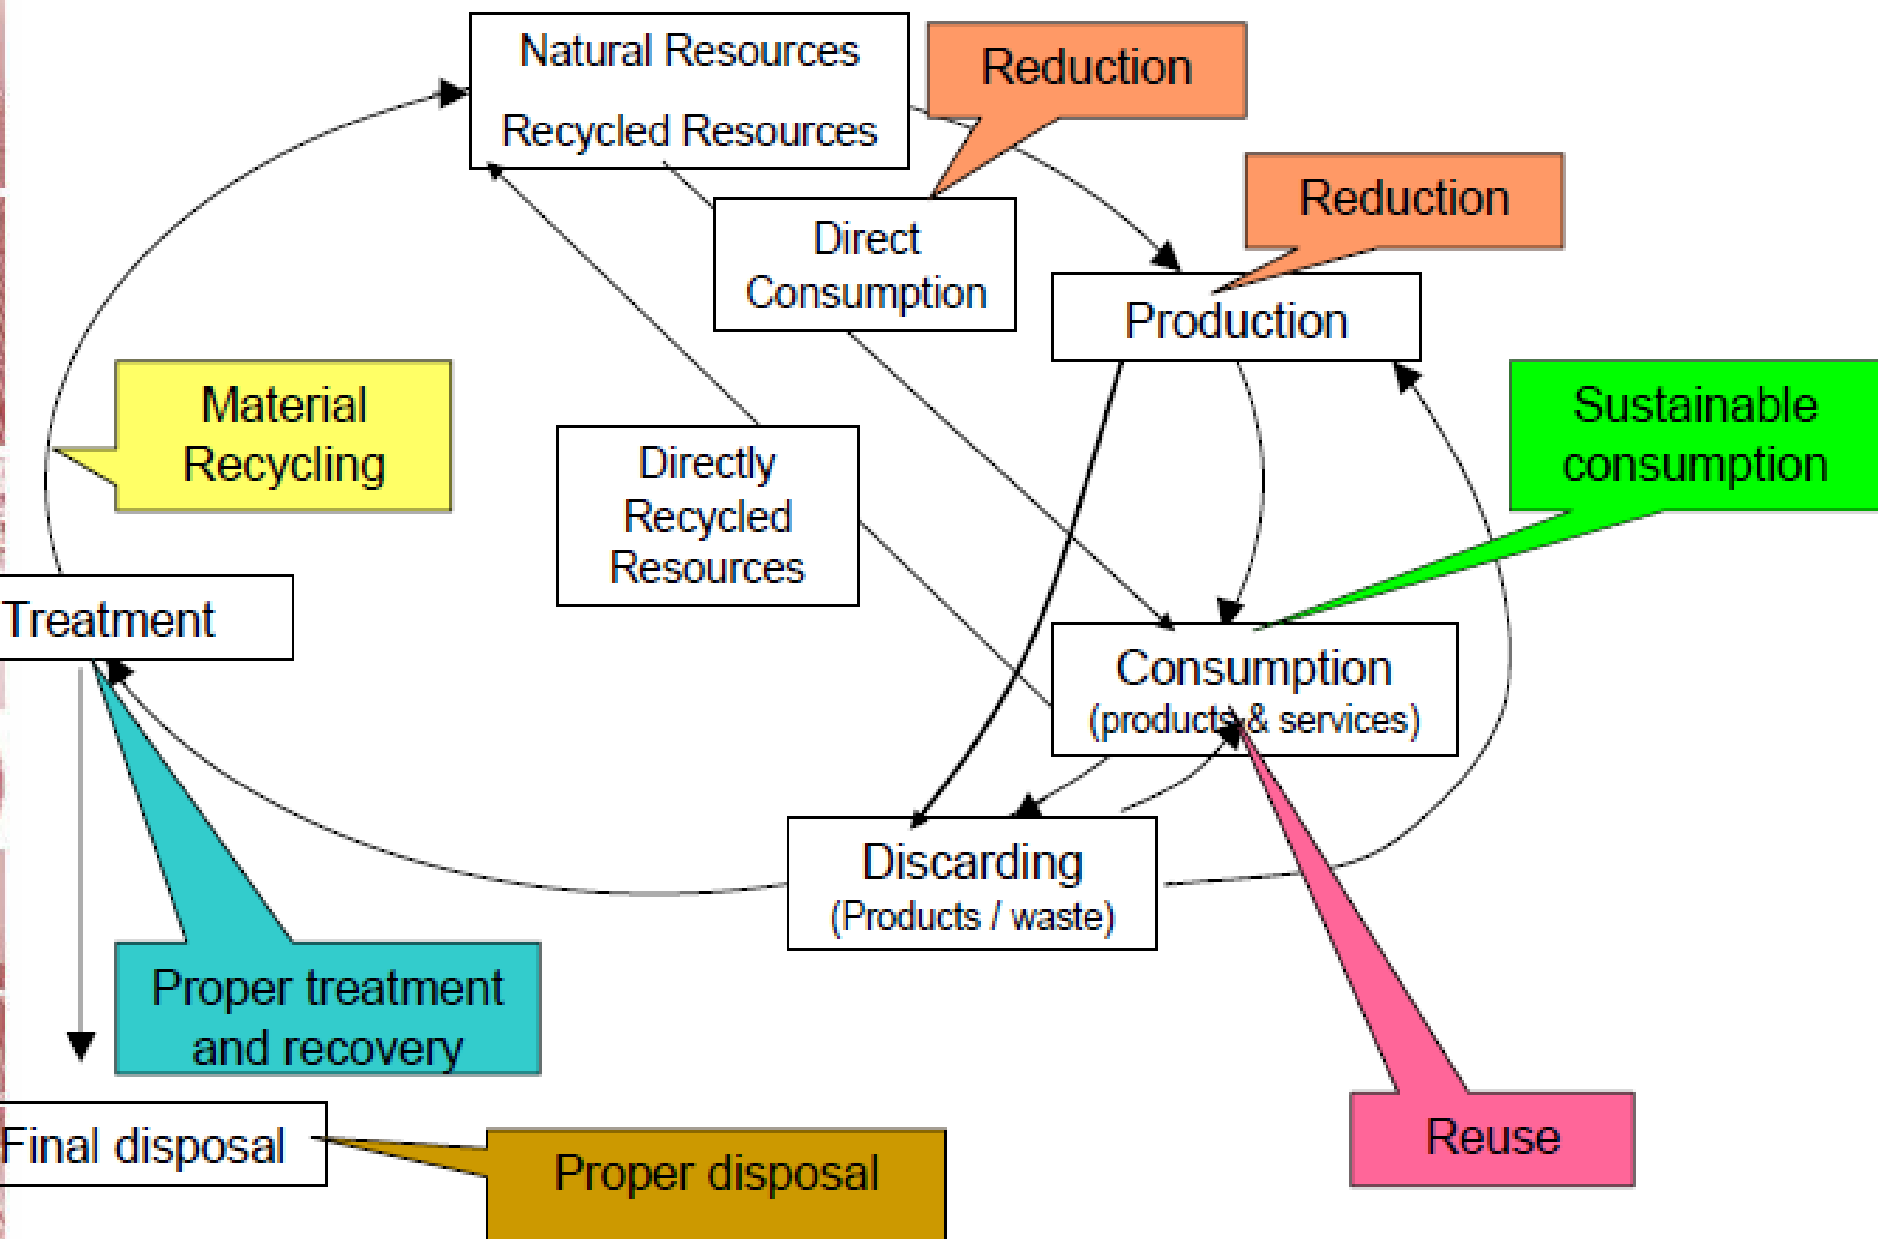 Natural Resources
Recycled Resources
Reduction
Reduction
Direct
Consumption
Production
Material
Recycling
Sustainable
consumption
Directly
Recycled
Resources
Treatment
Consumption
(products & services)
Discarding
(Products / waste)
Proper treatment
and recovery
Final disposal
Proper disposal
Reuse